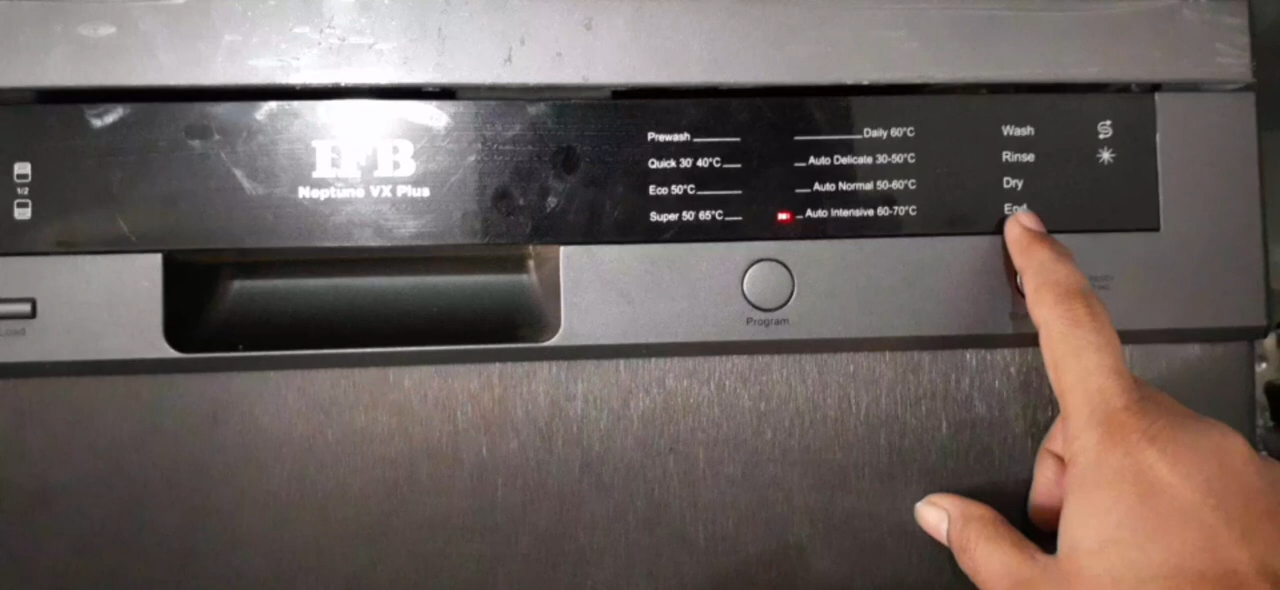 1/2
Load
IFB
Neptune VX Plus
Prewash
Quick 30' 40°C
Eco 50°C
Super 50' 65°C
Daily 60°C
Auto Delicate 30-50°C
Auto Normal 50-60°C
Auto Intensive 60-70°C
Wash
Rinse
Dry
End
Program